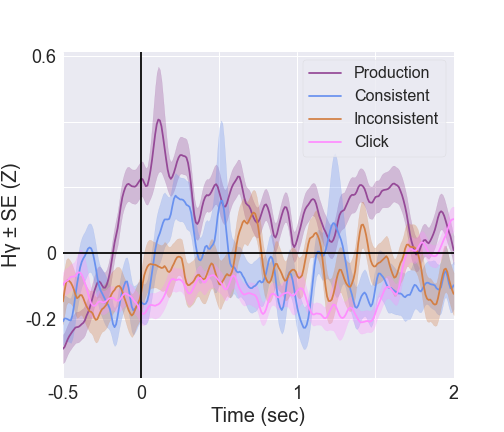 0.6
Production
Consistent
Inconsistent
Click
Hγ ± SE (Z)
0
-0.2
-0.5 0 1 2
Time (sec)